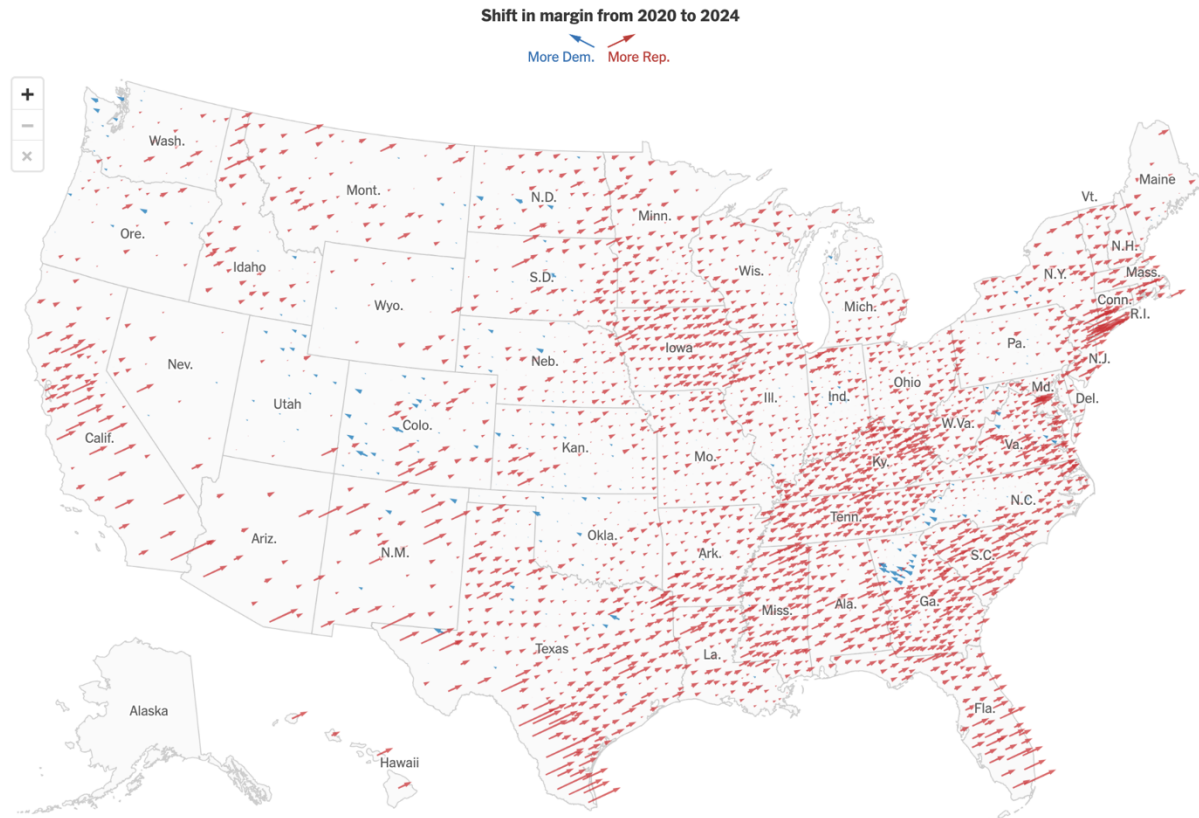 Shift in margin from 2020 to 2024
More Dem. More Rep.
+
−
×
Wash.
Mont.
N.D.
Minn.
Maine
Vt.
Ore.
Idaho
S.D.
Wis.
Mich.
N.Y.
N.H.
Mass.
Conn.
R.I.
Wyo.
Neb.
Iowa
Pa.
N.J.
Nev.
Utah
Colo.
Kan.
Ill.
Ind.
Ohio
Md.
Del.
Calif.
Mo.
Ky.
W.Va.
Va.
Ariz.
N.M.
Okla.
Ark.
Tenn.
N.C.
S.C.
Texas
La.
Miss.
Ala.
Ga.
Fla.
Alaska
Hawaii